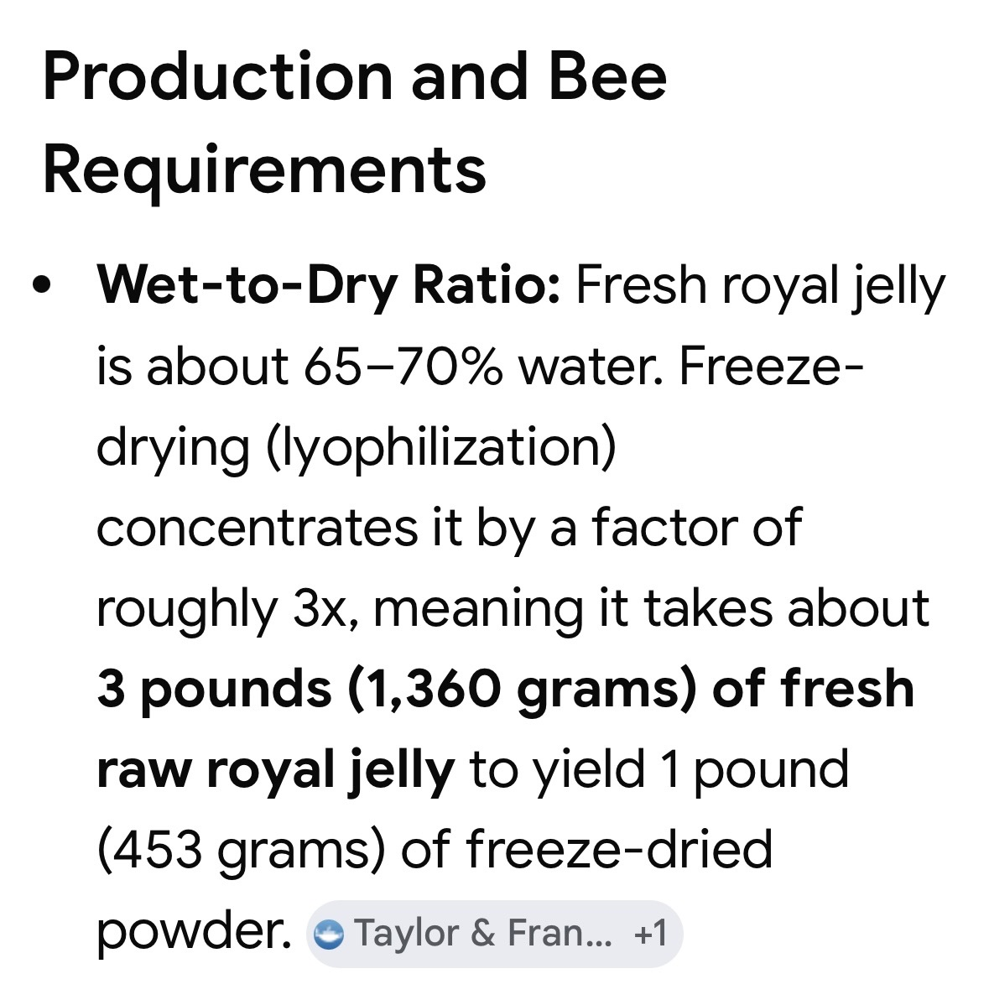 Production and Bee
Requirements
• Wet-to-Dry Ratio: Fresh royal jelly
is about 65–70% water. Freeze-
drying (lyophilization)
concentrates it by a factor of
roughly 3x, meaning it takes about
3 pounds (1,360 grams) of fresh
raw royal jelly to yield 1 pound
(453 grams) of freeze-dried
powder. Taylor & Fran... +1